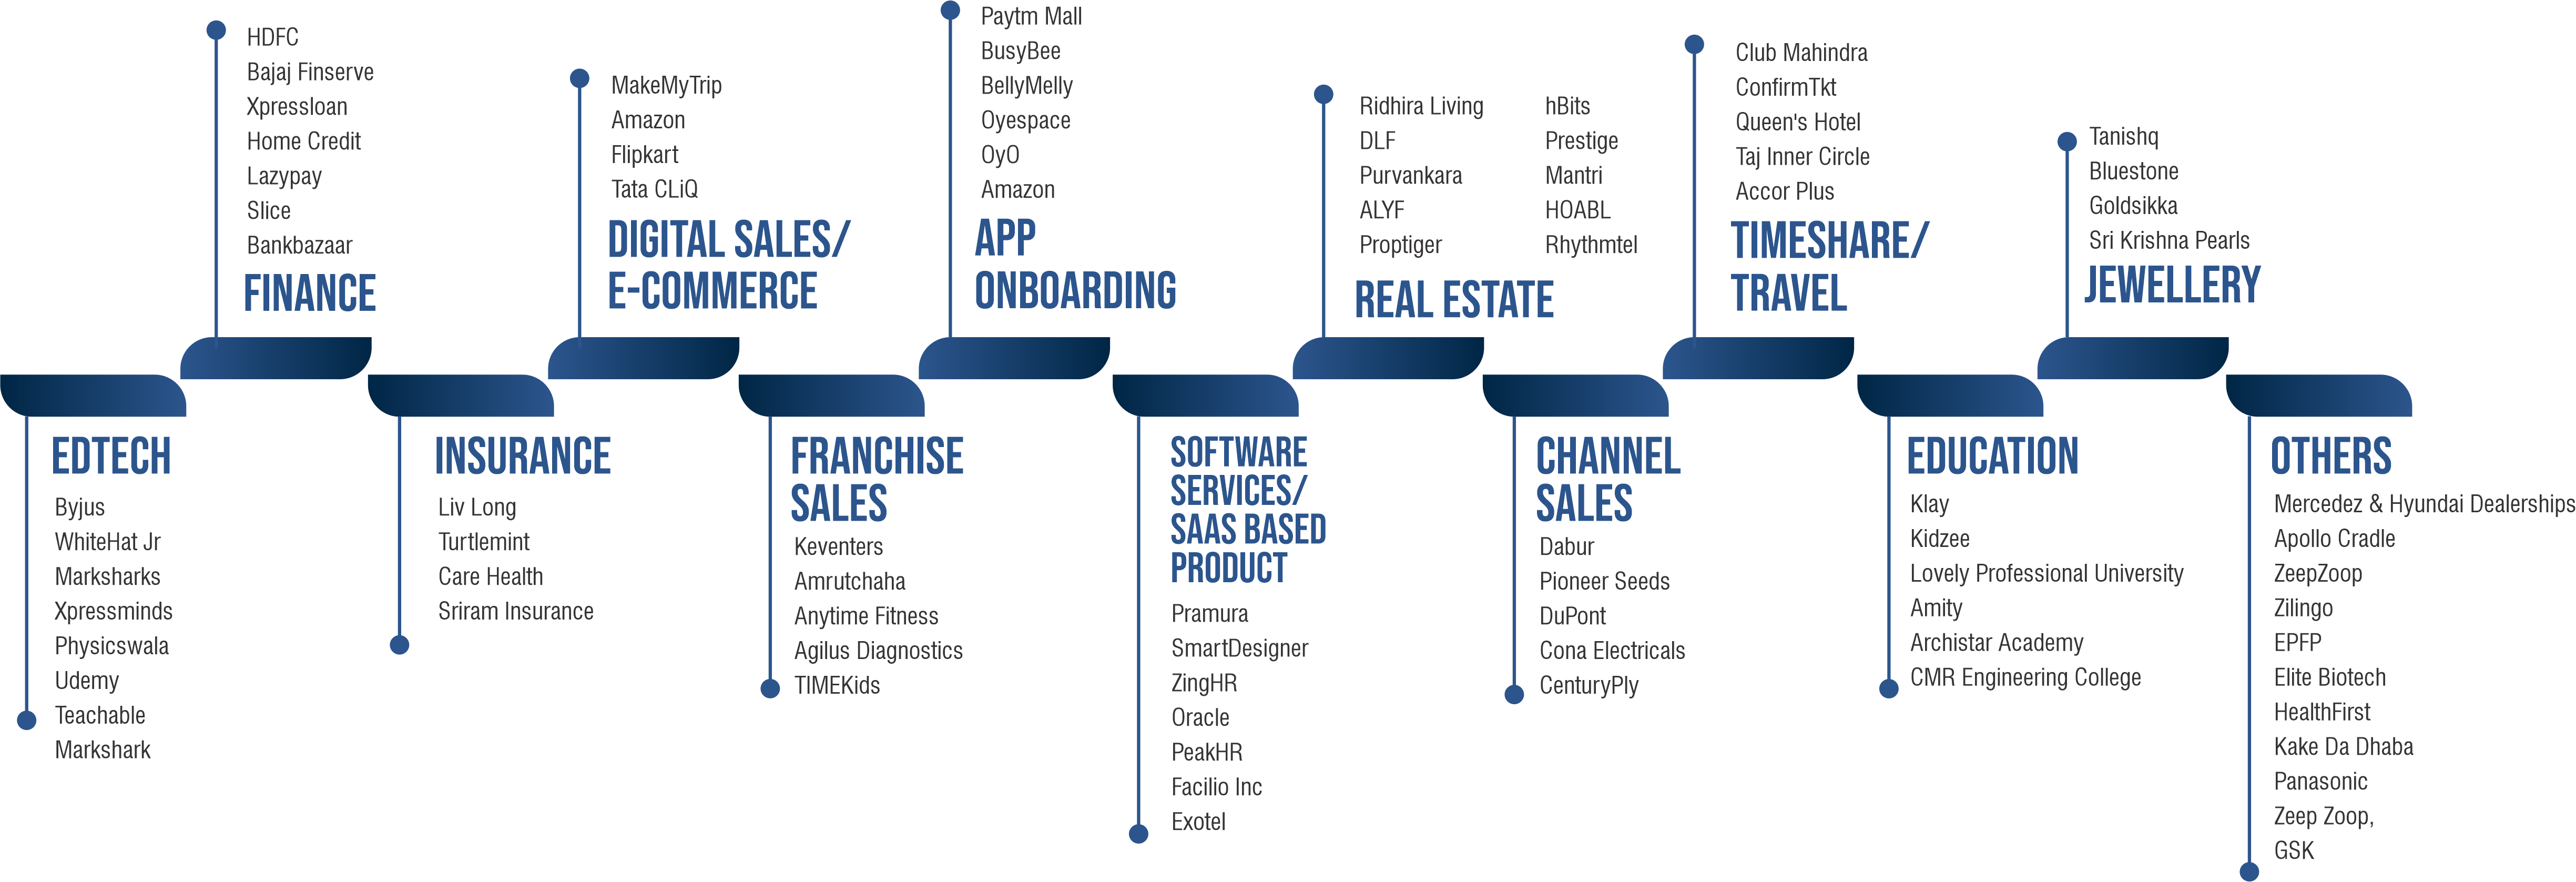 HDFC
Bajaj Finserve
Xpressloan
Home Credit
Lazypay
Slice
Bankbazaar
FINANCE
MakeMyTrip
Amazon
Flipkart
Tata CLiQ
DIGITAL SALES/
E-COMMERCE
Paytm Mall
BusyBee
BellyMelly
Oyespace
OyO
Amazon
APP
ONBOARDING
Ridhira Living
DLF
Purvankara
ALYF
Proptiger
hBits
Prestige
Mantri
HOABL
Rhythmtel
REAL ESTATE
Club Mahindra
ConfirmTkt
Queen's Hotel
Taj Inner Circle
Accor Plus
TIMESHARE/
TRAVEL
Tanishq
Bluestone
Goldsikka
Sri Krishna Pearls
JEWELLERY
EDTECH
Byjus
WhiteHat Jr
Marksharks
Xpressminds
Physicswala
Udemy
Teachable
Markshark
INSURANCE
Liv Long
Turtlemint
Care Health
Sriram Insurance
FRANCHISE
SALES
Keventers
Amrutchaha
Anytime Fitness
Agilus Diagnostics
TIMEKids
SOFTWARE
SERVICES/
SAAS BASED
PRODUCT
Pramura
SmartDesigner
ZingHR
Oracle
PeakHR
Facilio Inc
Exotel
CHANNEL
SALES
Dabur
Pioneer Seeds
DuPont
Cona Electricals
CenturyPly
EDUCATION
Klay
Kidzee
Lovely Professional University
Amity
Archistar Academy
CMR Engineering College
OTHERS
Mercedez & Hyundai Dealerships
Apollo Cradle
ZeepZoop
Zilingo
EPFP
Elite Biotech
HealthFirst
Kake Da Dhaba
Panasonic
Zeep Zoop,
GSK